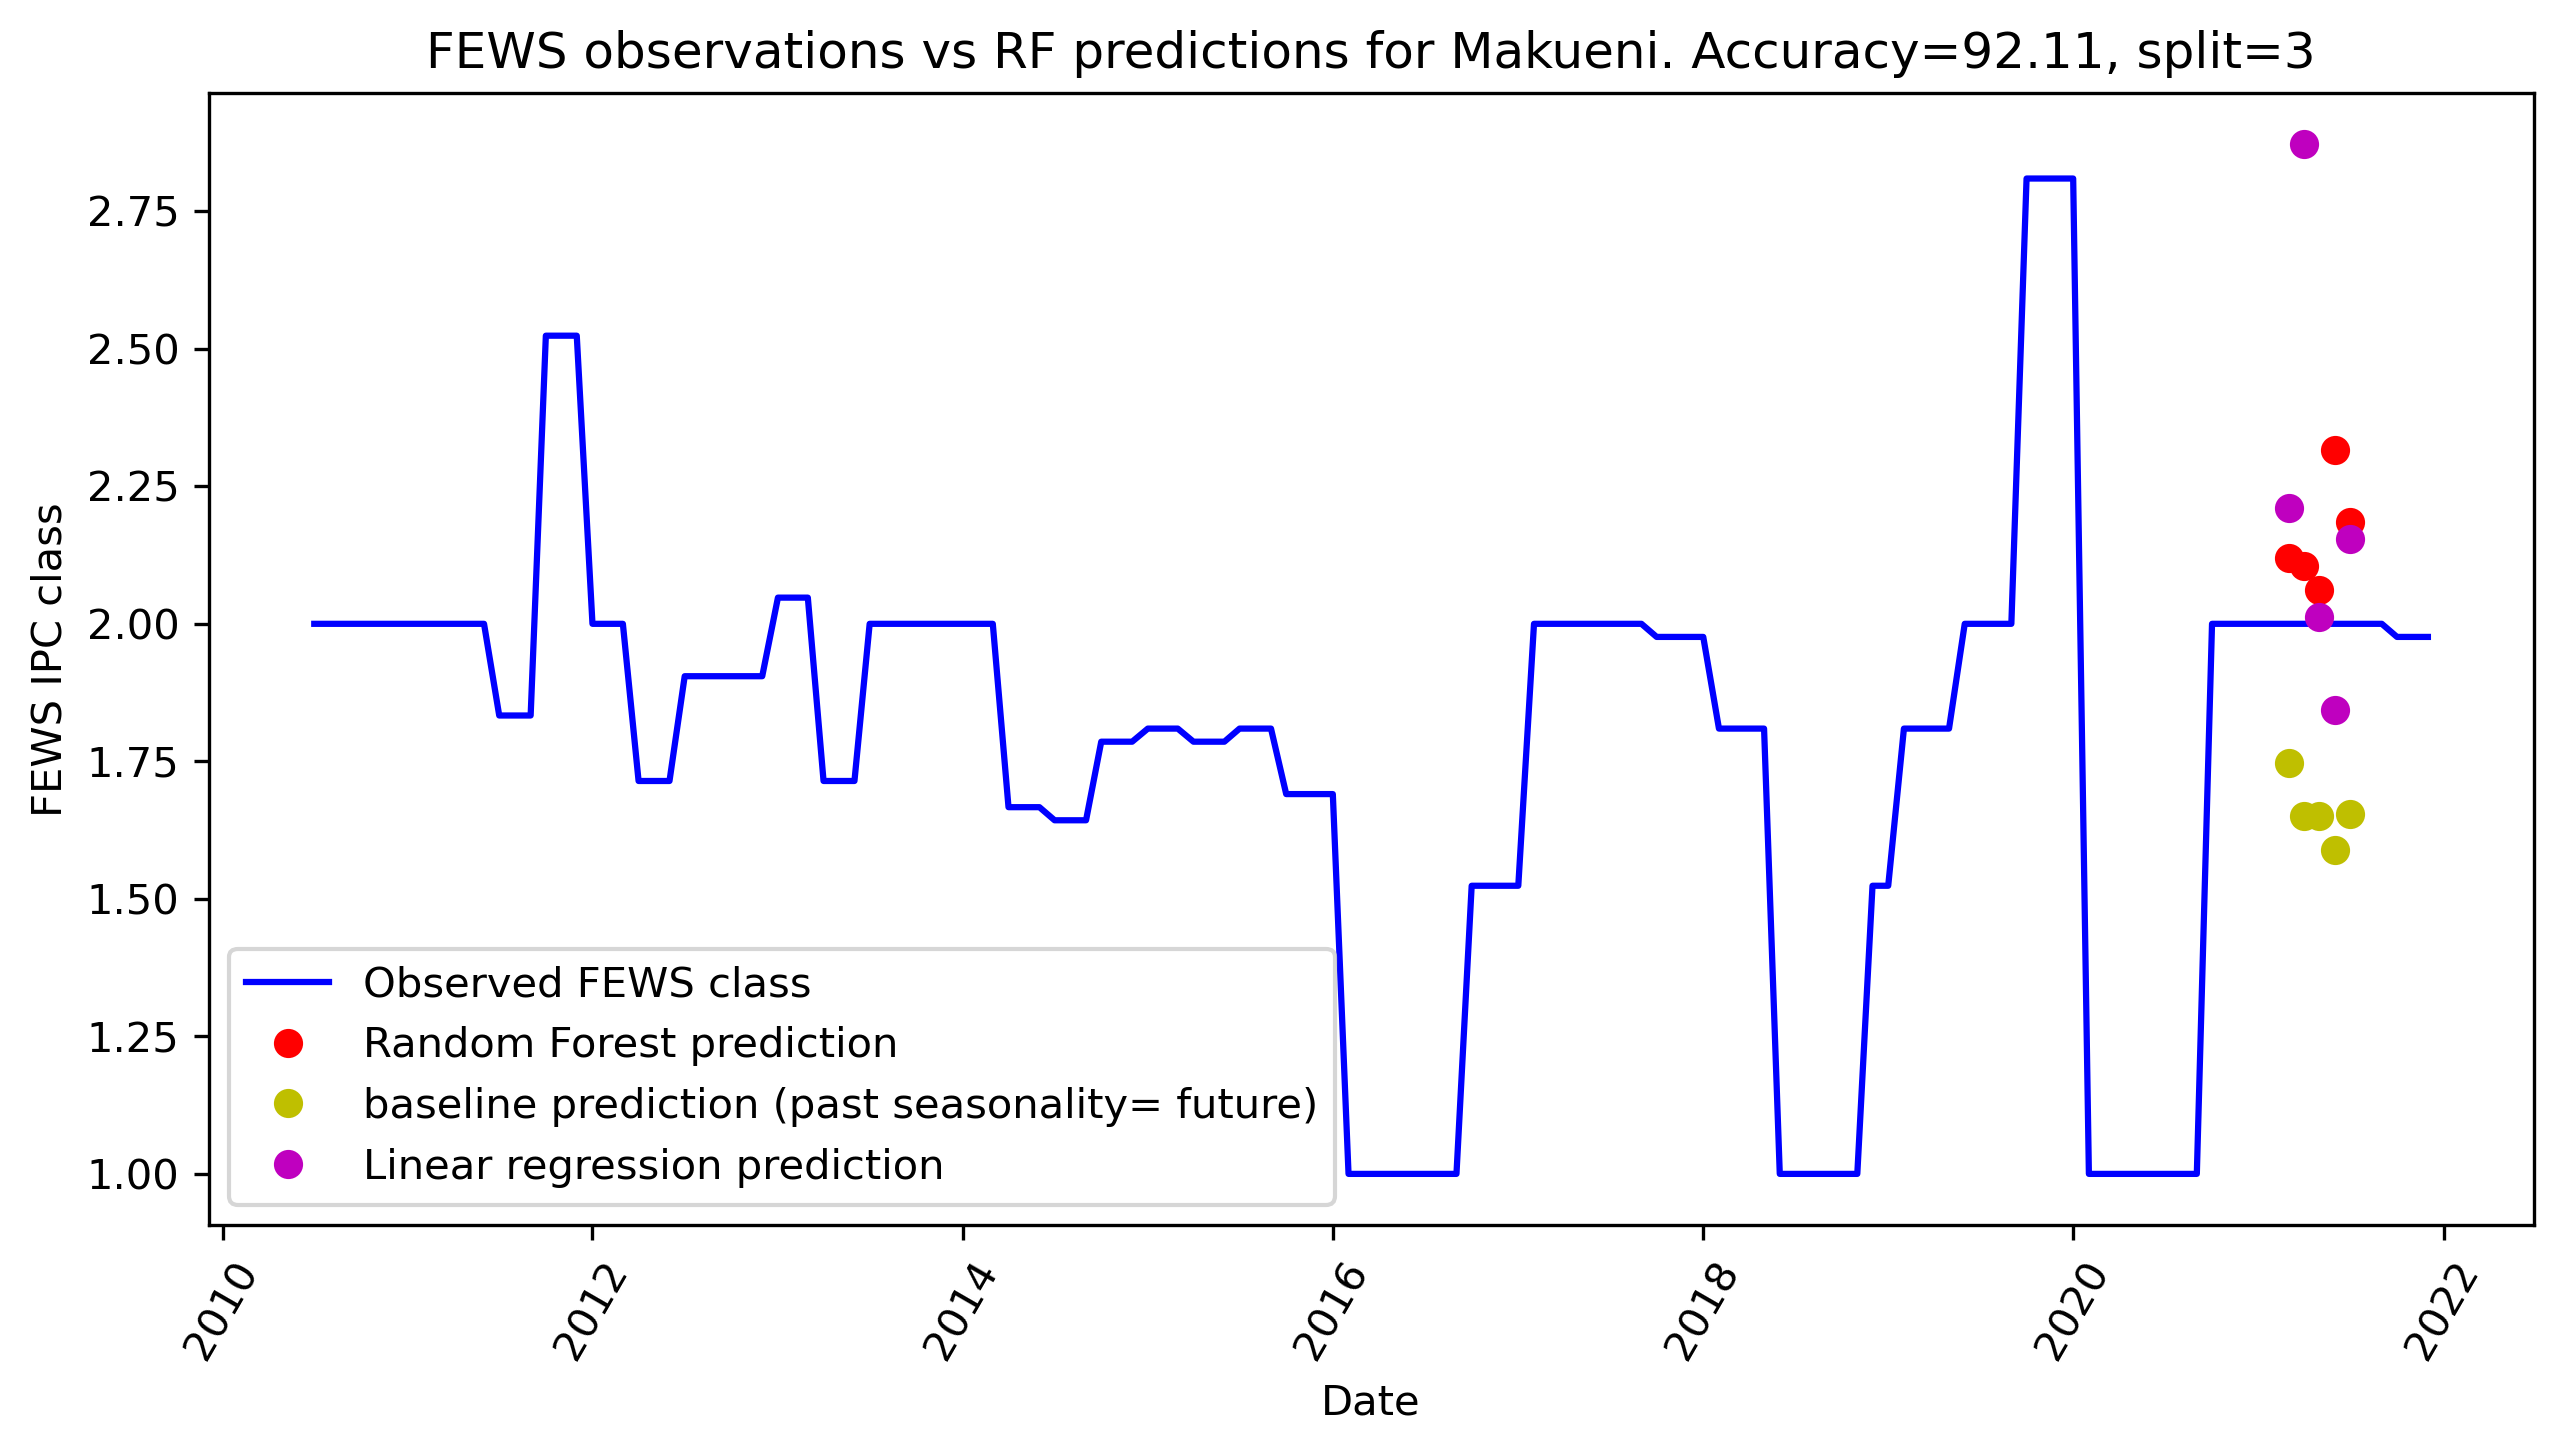 FEWS observations vs RF predictions for Makueni. Accuracy=92.11, split=3
FEWS IPC class
2.75
2.50
2.25
2.00
1.75
1.50
1.25
1.00
Observed FEWS class
Random Forest prediction
baseline prediction (past seasonality= future)
Linear regression prediction
2010
2012
2014
2016
2018
2020
2022
Date